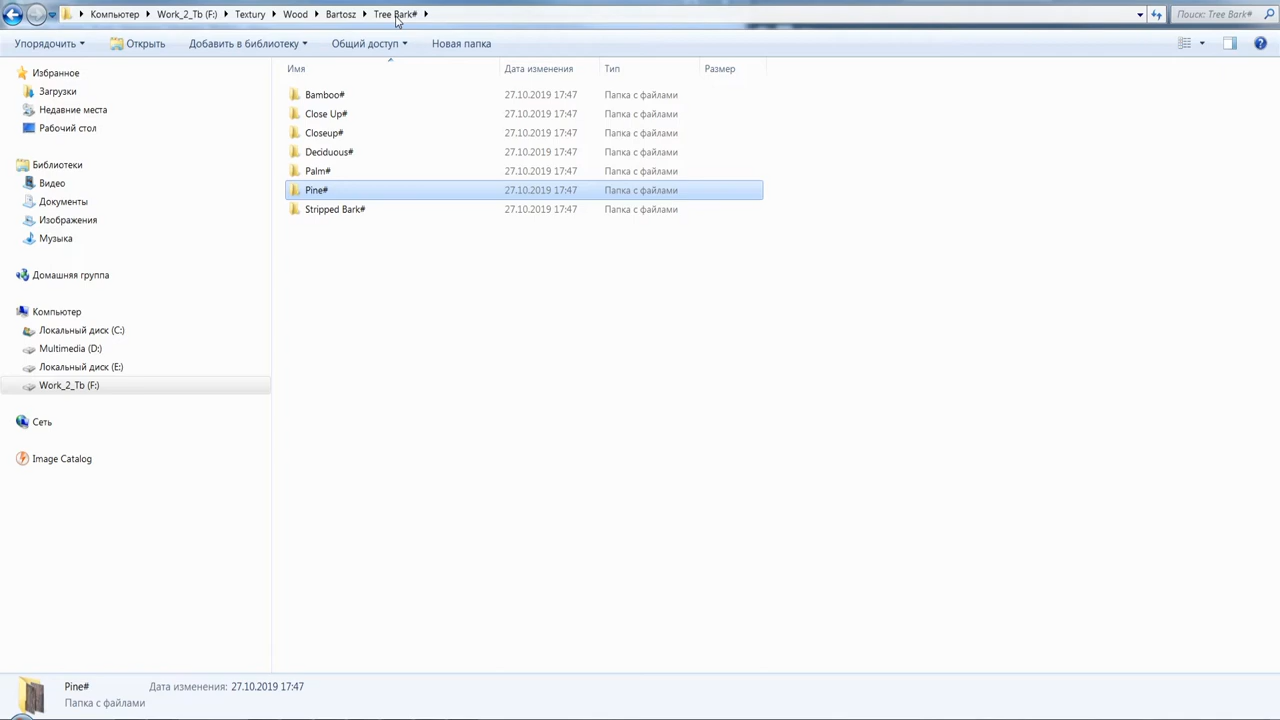 Компьютер Work_2_Tb (F:) Textury Wood Bartosz Tree Bark# Поиск: Tree Bark#
Упорядочить Открыть Добавить в библиотеку Общий доступ Новая папка
Имя Дата изменения Тип Размер
Избранное
Загрузки
Недавние места
Рабочий стол
Библиотеки
Видео
Документы
Изображения
Музыка
Домашняя группа
Компьютер
Локальный диск (C:)
Multimedia (D:)
Локальный диск (E:)
Work_2_Tb (F:)
Сеть
Image Catalog
Bamboo# 27.10.2019 17:47 Папка с файлами
Close Up# 27.10.2019 17:47 Папка с файлами
Closeup# 27.10.2019 17:47 Папка с файлами
Deciduous# 27.10.2019 17:47 Папка с файлами
Palm# 27.10.2019 17:47 Папка с файлами
Pine# 27.10.2019 17:47 Папка с файлами
Stripped Bark# 27.10.2019 17:47 Папка с файлами
Pine# Дата изменения: 27.10.2019 17:47
Папка с файлами